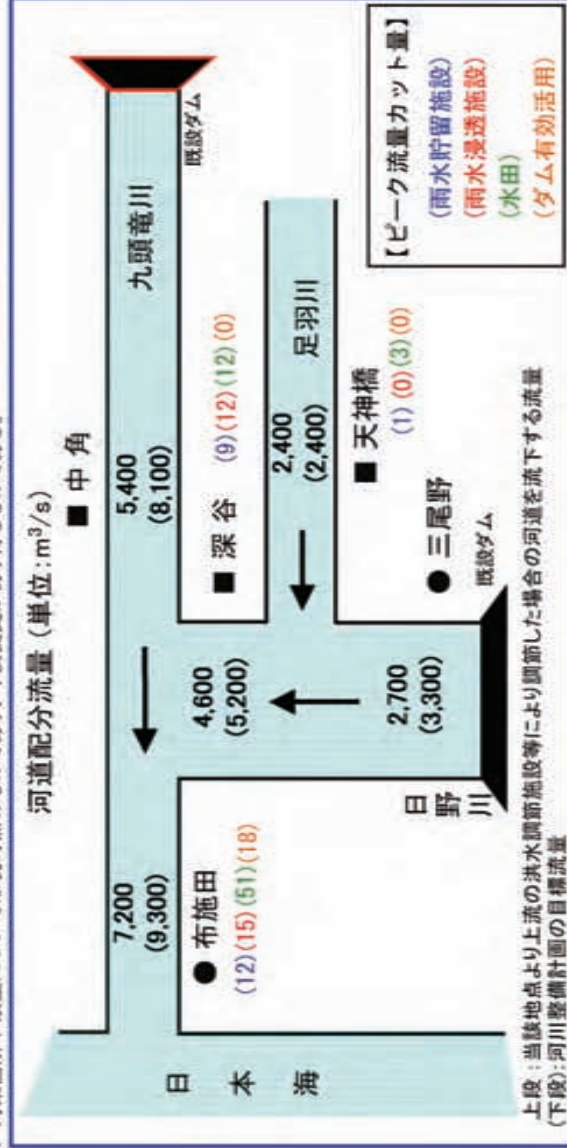 河道配分流量 (単位:m³/s)
■ 中角
九頭竜川
既設ダム
5,400
(8,100)
7,200
(9,300)
■ 深谷
(9)(12)(12)(0)
足羽川
2,400
(2,400)
4,600
(5,200)
■ 天神橋
(1)(0)(3)(0)
● 布施田
(12)(15)(51)(18)
2,700
(3,300)
● 三尾野
既設ダム
日野川
日本海
【ピーク流量カット量】
(雨水貯留施設)
(雨水浸透施設)
(水田)
(ダム有効活用)
上段:当該地点より上流の洪水調節施設等により調節した場合の河道を流下する流量
(下段):河川整備計画の目標流量